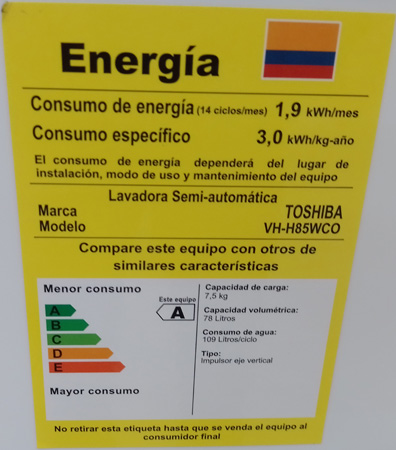 Energía
Consumo de energía (14 ciclos/mes) 1,9 kWh/mes
Consumo específico 3,0 kWh/kg-año
El consumo de energía dependerá del lugar de
instalación, modo de uso y mantenimiento del equipo
Lavadora Semi-automática
Marca TOSHIBA
Modelo VH-H85WCO
Compare este equipo con otros de
similares características
Menor consumo
Este equipo
A
A
B
C
D
E
Mayor consumo
Capacidad de carga:
7,5 kg
Capacidad volumétrica:
78 Litros
Consumo de agua:
109 Litros/ciclo
Tipo:
Impulsor eje vertical
No retirar esta etiqueta hasta que se venda el equipo al
consumidor final